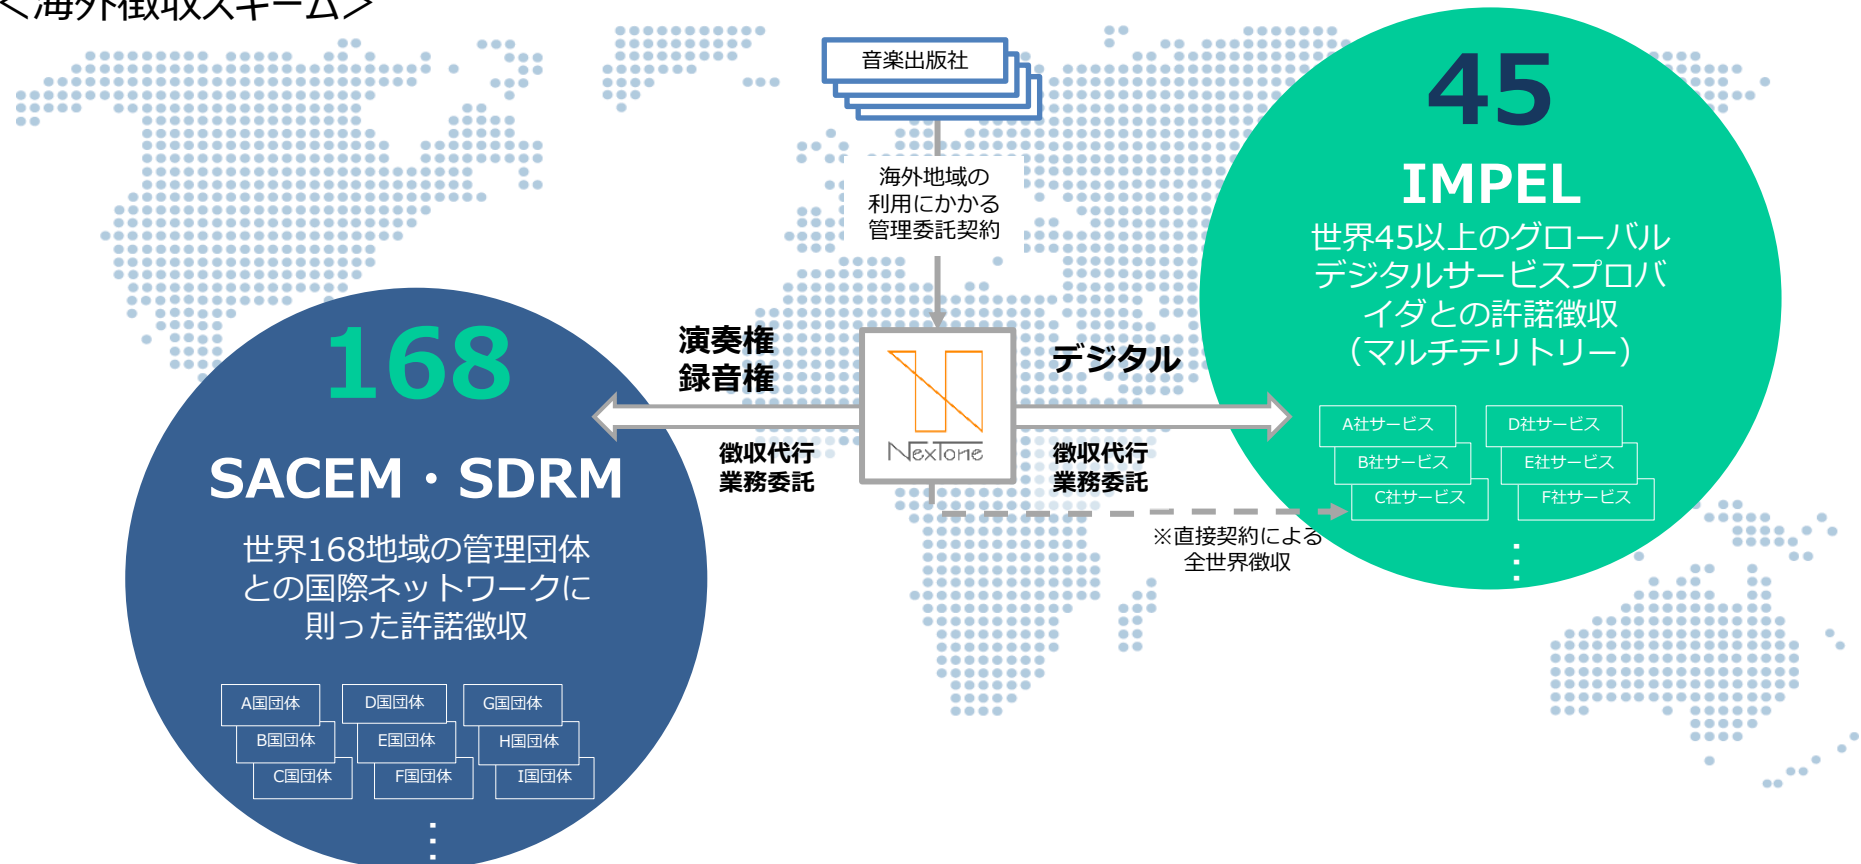 ＜海外徴収スキーム＞
音楽出版社
海外地域の
利用にかかる
管理委託契約
45
IMPEL
世界45以上のグローバル
デジタルサービスプロバ
イダとの許諾徴収
（マルチテリトリー）
A社サービス
B社サービス
C社サービス
D社サービス
E社サービス
F社サービス
⋮
演奏権
録音権
徴収代行
業務委託
NexTone
デジタル
徴収代行
業務委託
※直接契約による
全世界徴収
168
SACEM・SDRM
世界168地域の管理団体
との国際ネットワークに
則った許諾徴収
A国団体
B国団体
C国団体
D国団体
E国団体
F国団体
G国団体
H国団体
I国団体
⋮